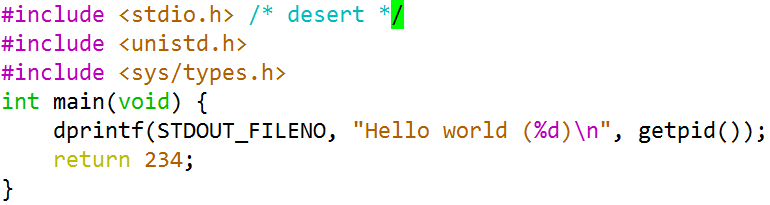 #include <stdio.h> /* desert */
#include <unistd.h>
#include <sys/types.h>
int main(void) {
    dprintf(STDOUT_FILENO, "Hello world (%d)\n", getpid());
    return 234;
}